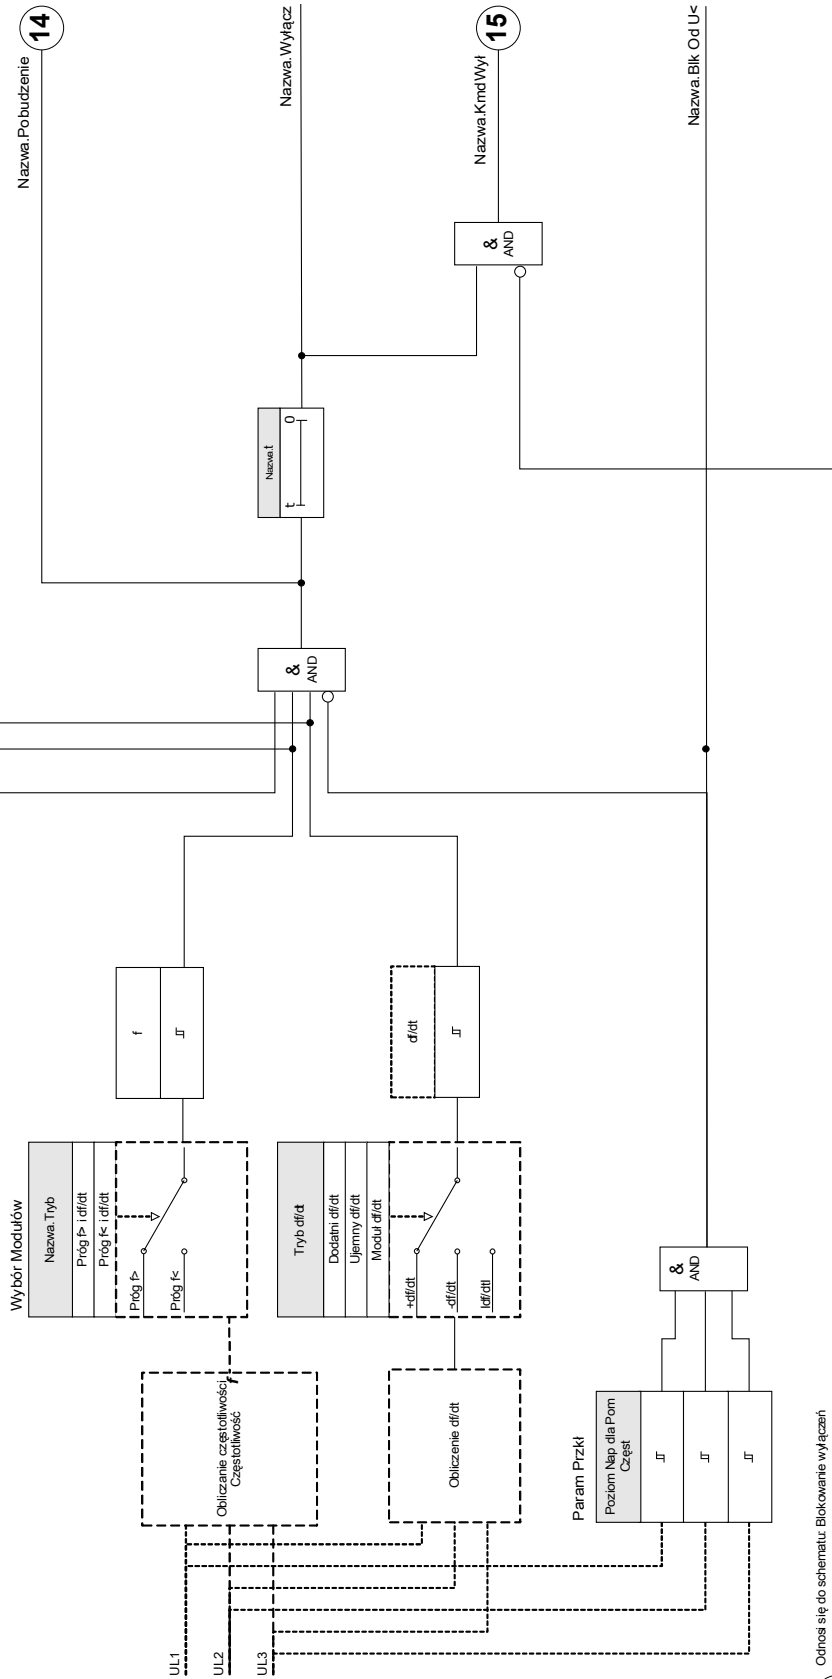 14
Nazwa.Pobudzenie
Nazwa.Wyłącz
15
Nazwa.KmdWył
Nazwa.Blk Od U<
&
AND
Nazwa.t
t
0
&
AND
f
df/dt
Wybór Modułów
Nazwa.Tryb
Próg f> i df/dt
Próg f< i df/dt
Próg f>
Próg f<
Tryb df/dt
Dodatni df/dt
Ujemny df/dt
Moduł df/dt
+df/dt
-df/dt
|df/dt|
&
AND
Obliczanie częstotliwości
Częstotliwość
f
Obliczenie df/dt
Param Przkł
Poziom Nap dla Pom
Częst
UL1
UL2
UL3
Odnosi się do schematu: Blokowanie wyłączeń